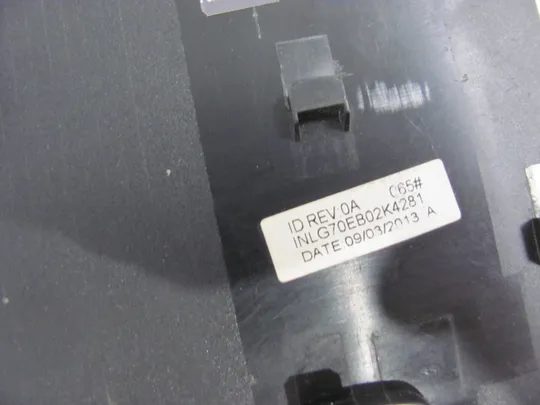 ID REV:0A 065#
INLG70EB02K4281
DATE:09/03/2013 A